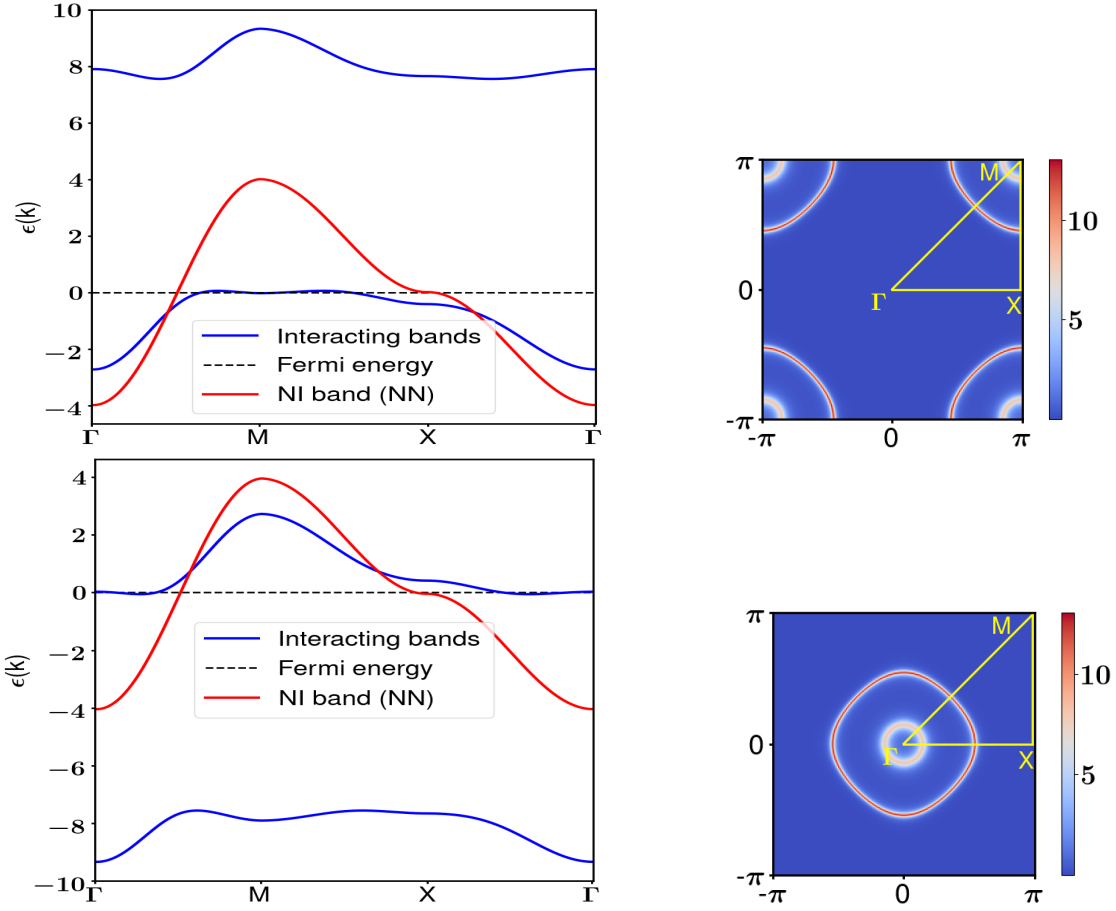 10
8
6
4
2
0
−2
−4
ϵ(k)
Interacting bands
Fermi energy
NI band (NN)
Γ M X Γ
π
0
-π
M
Γ
X
-π 0 π
10
5
4
2
0
−2
−4
−6
−8
−10
ϵ(k)
Interacting bands
Fermi energy
NI band (NN)
Γ M X Γ
π
0
-π
M
Γ
X
-π 0 π
10
5